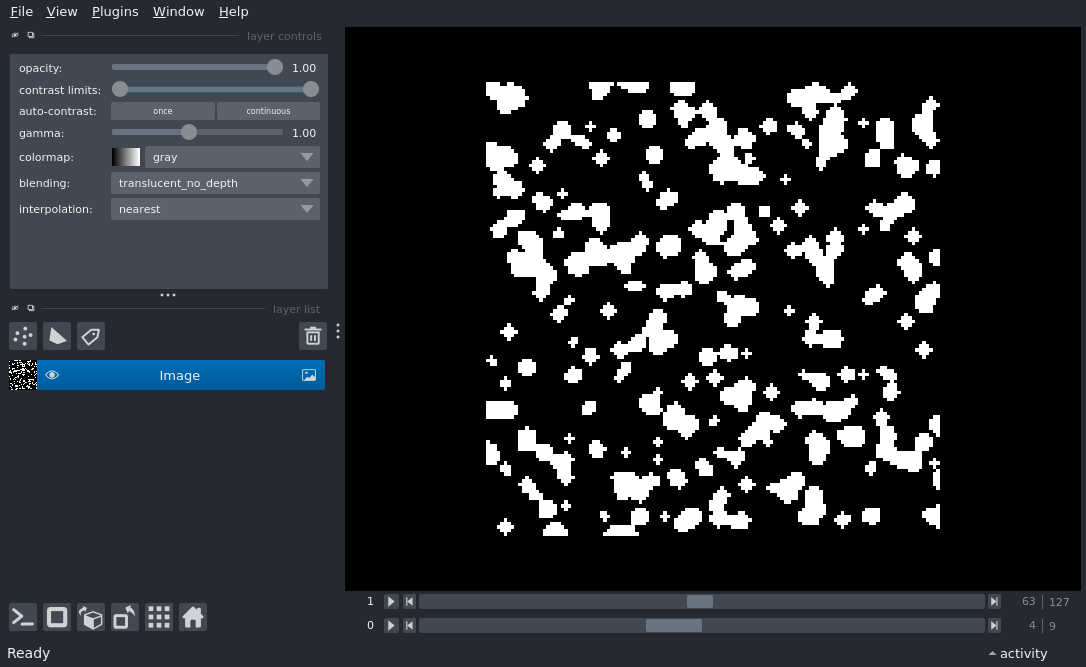 File View Plugins Window Help
layer controls
opacity: 1.00
contrast limits:
auto-contrast: once continuous
gamma: 1.00
colormap: gray
blending: translucent_no_depth
interpolation: nearest
layer list
Image
1 63 127
0 4 9
Ready activity